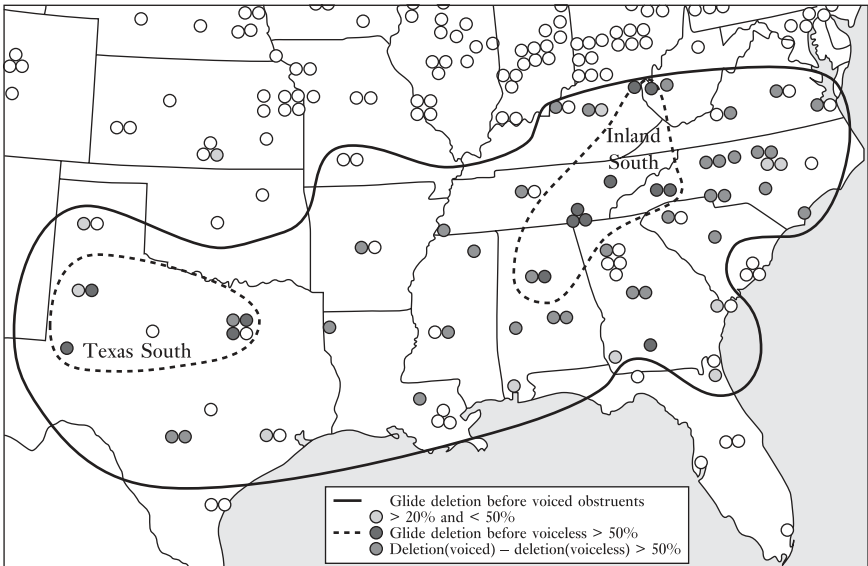 Inland
South
Texas South
Glide deletion before voiced obstruents
> 20% and < 50%
Glide deletion before voiceless > 50%
Deletion(voiced) – deletion(voiceless) > 50%